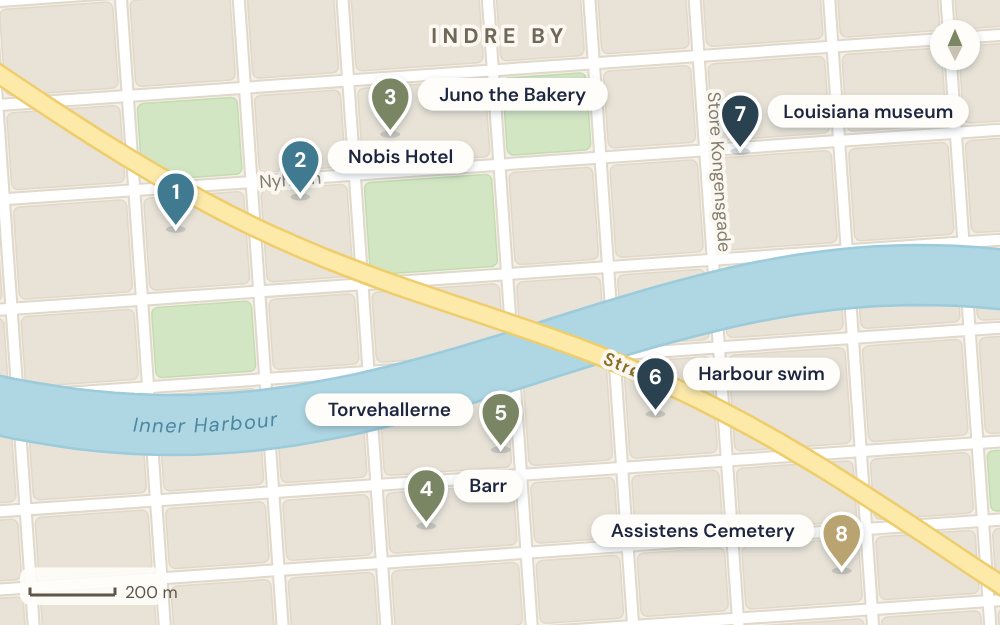 INDRE BY
3
Juno the Bakery
7
Louisiana museum
Store Kongensgade
2
Nobis Hotel
1
6
Harbour swim
5
Torvehallerne
Inner Harbour
4
Barr
8
Assistens Cemetery
200 m